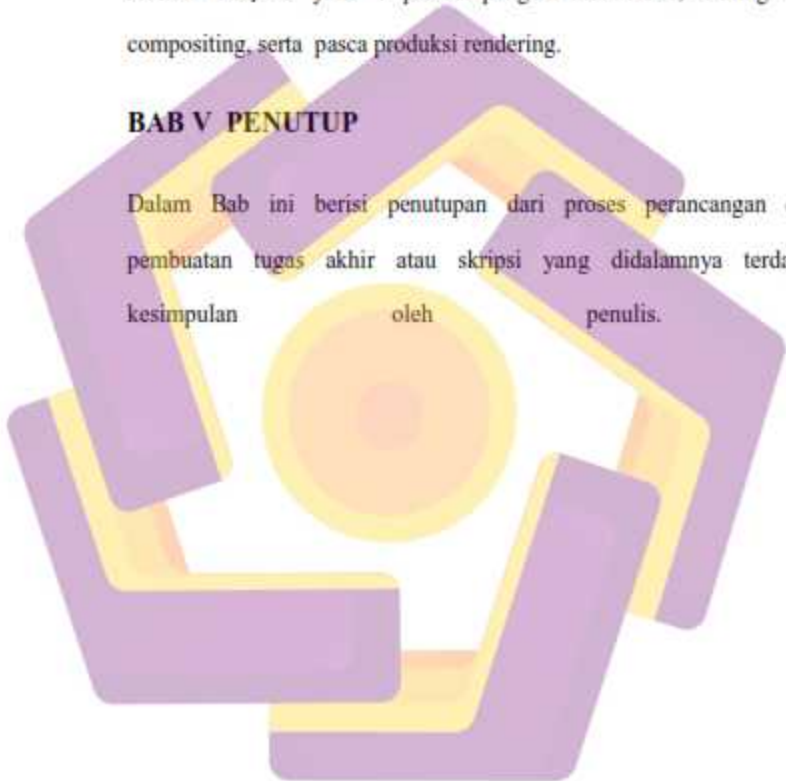 compositing, serta pasca produksi rendering.
BAB V PENUTUP
Dalam Bab ini berisi penutupan dari proses perancangan
pembuatan tugas akhir atau skripsi yang didalamnya
kesimpulan oleh penulis.